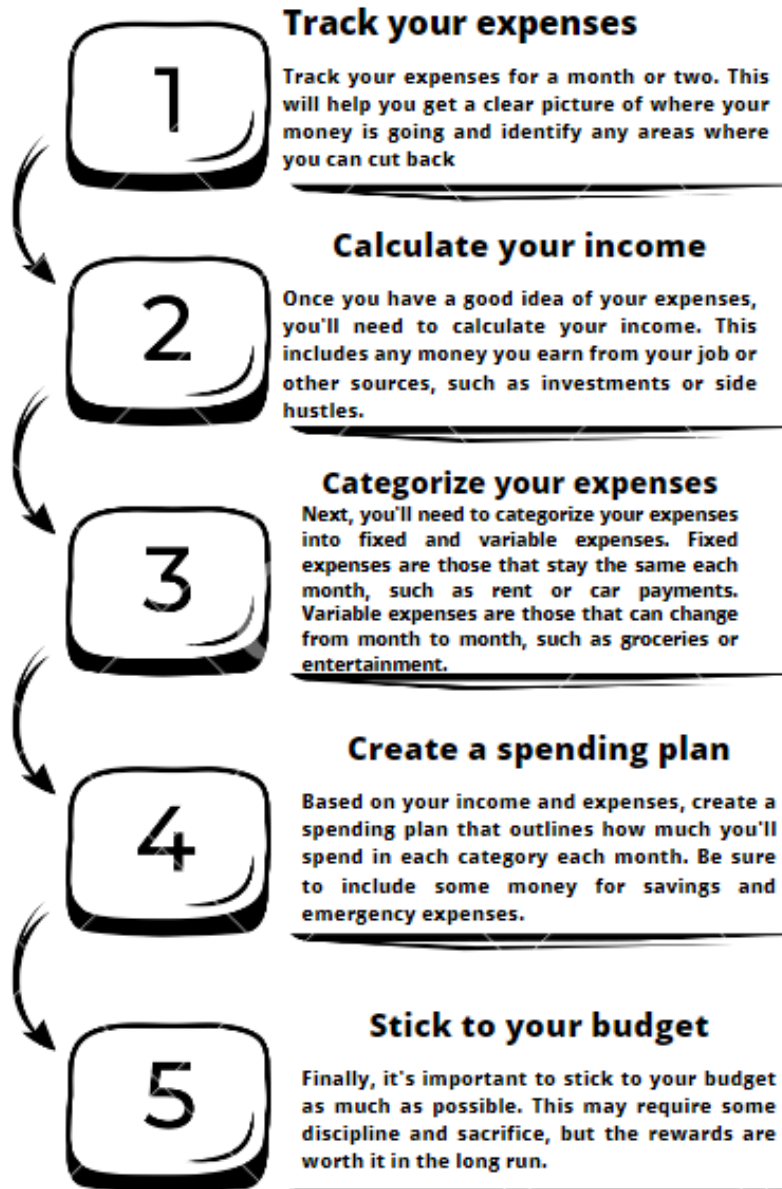 1
Track your expenses
Track your expenses for a month or two. This
will help you get a clear picture of where your
money is going and identify any areas where
you can cut back
2
Calculate your income
Once you have a good idea of your expenses,
you'll need to calculate your income. This
includes any money you earn from your job or
other sources, such as investments or side
hustles.
3
Categorize your expenses
Next, you'll need to categorize your expenses
into fixed and variable expenses. Fixed
expenses are those that stay the same each
month, such as rent or car payments.
Variable expenses are those that can change
from month to month, such as groceries or
entertainment.
4
Create a spending plan
Based on your income and expenses, create a
spending plan that outlines how much you'll
spend in each category each month. Be sure
to include some money for savings and
emergency expenses.
5
Stick to your budget
Finally, it's important to stick to your budget
as much as possible. This may require some
discipline and sacrifice, but the rewards are
worth it in the long run.